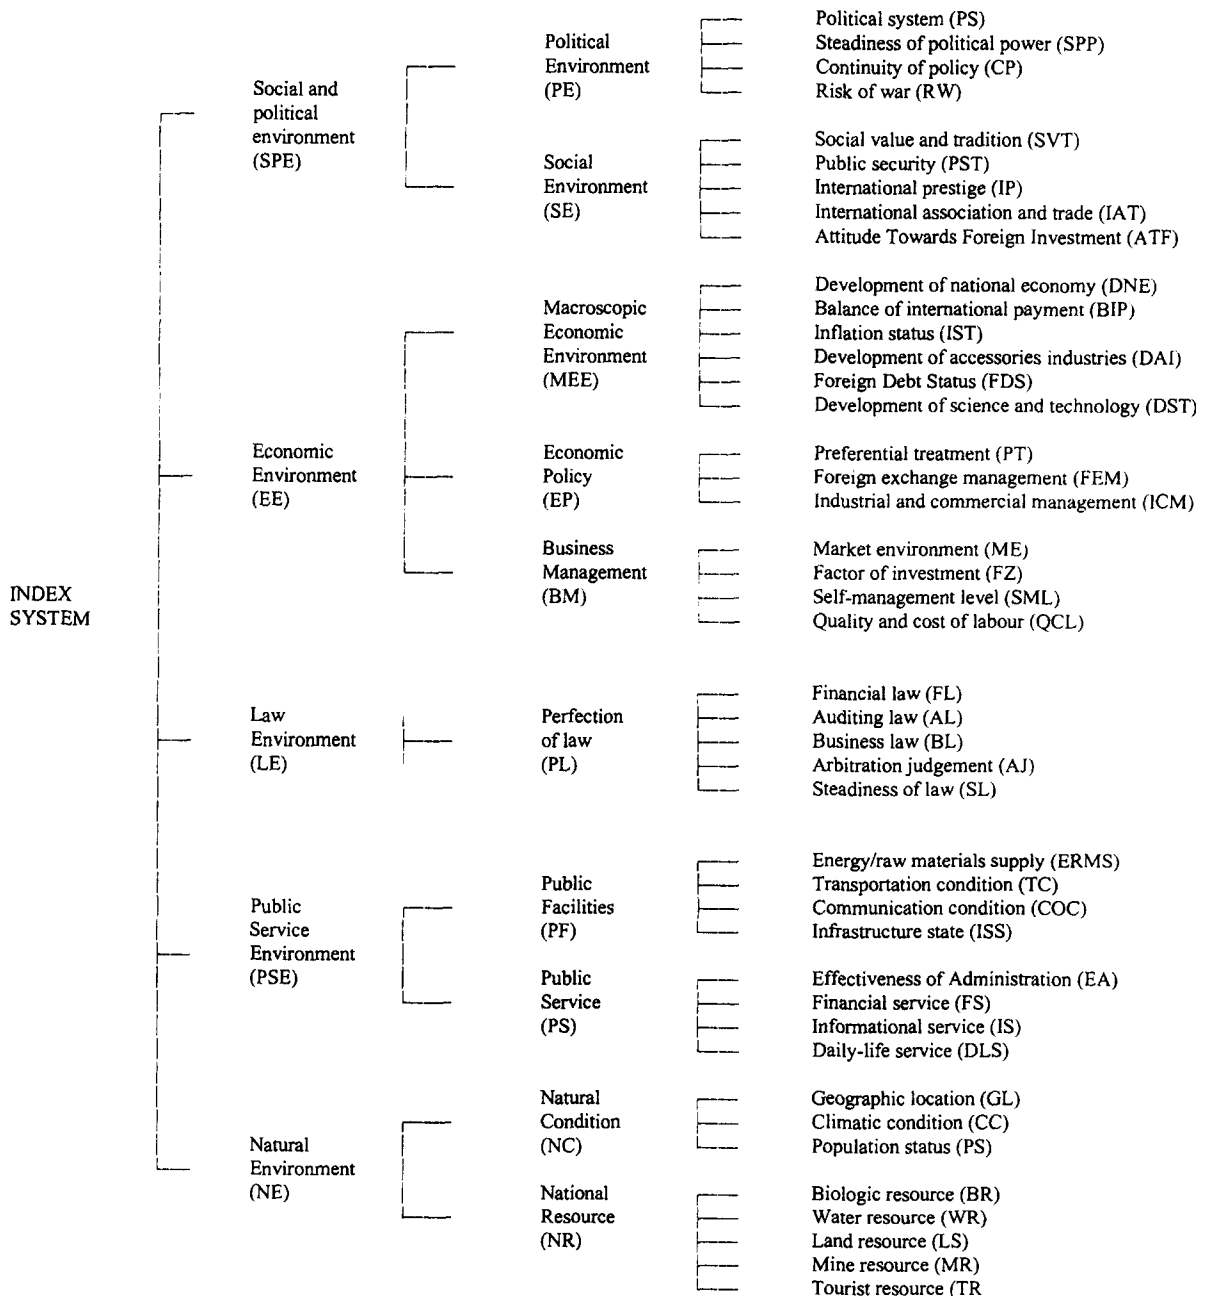 INDEX
SYSTEM
Social and
political
environment
(SPE)
Political
Environment
(PE)
Political system (PS)
Steadiness of political power (SPP)
Continuity of policy (CP)
Risk of war (RW)
Social
Environment
(SE)
Social value and tradition (SVT)
Public security (PST)
International prestige (IP)
International association and trade (IAT)
Attitude Towards Foreign Investment (ATF)
Economic
Environment
(EE)
Macroscopic
Economic
Environment
(MEE)
Development of national economy (DNE)
Balance of international payment (BIP)
Inflation status (IST)
Development of accessories industries (DAI)
Foreign Debt Status (FDS)
Development of science and technology (DST)
Economic
Policy
(EP)
Preferential treatment (PT)
Foreign exchange management (FEM)
Industrial and commercial management (ICM)
Business
Management
(BM)
Market environment (ME)
Factor of investment (FZ)
Self-management level (SML)
Quality and cost of labour (QCL)
Law
Environment
(LE)
Perfection
of law
(PL)
Financial law (FL)
Auditing law (AL)
Business law (BL)
Arbitration judgement (AJ)
Steadiness of law (SL)
Public
Service
Environment
(PSE)
Public
Facilities
(PF)
Energy/raw materials supply (ERMS)
Transportation condition (TC)
Communication condition (COC)
Infrastructure state (ISS)
Public
Service
(PS)
Effectiveness of Administration (EA)
Financial service (FS)
Informational service (IS)
Daily-life service (DLS)
Natural
Environment
(NE)
Natural
Condition
(NC)
Geographic location (GL)
Climatic condition (CC)
Population status (PS)
National
Resource
(NR)
Biologic resource (BR)
Water resource (WR)
Land resource (LS)
Mine resource (MR)
Tourist resource (TR